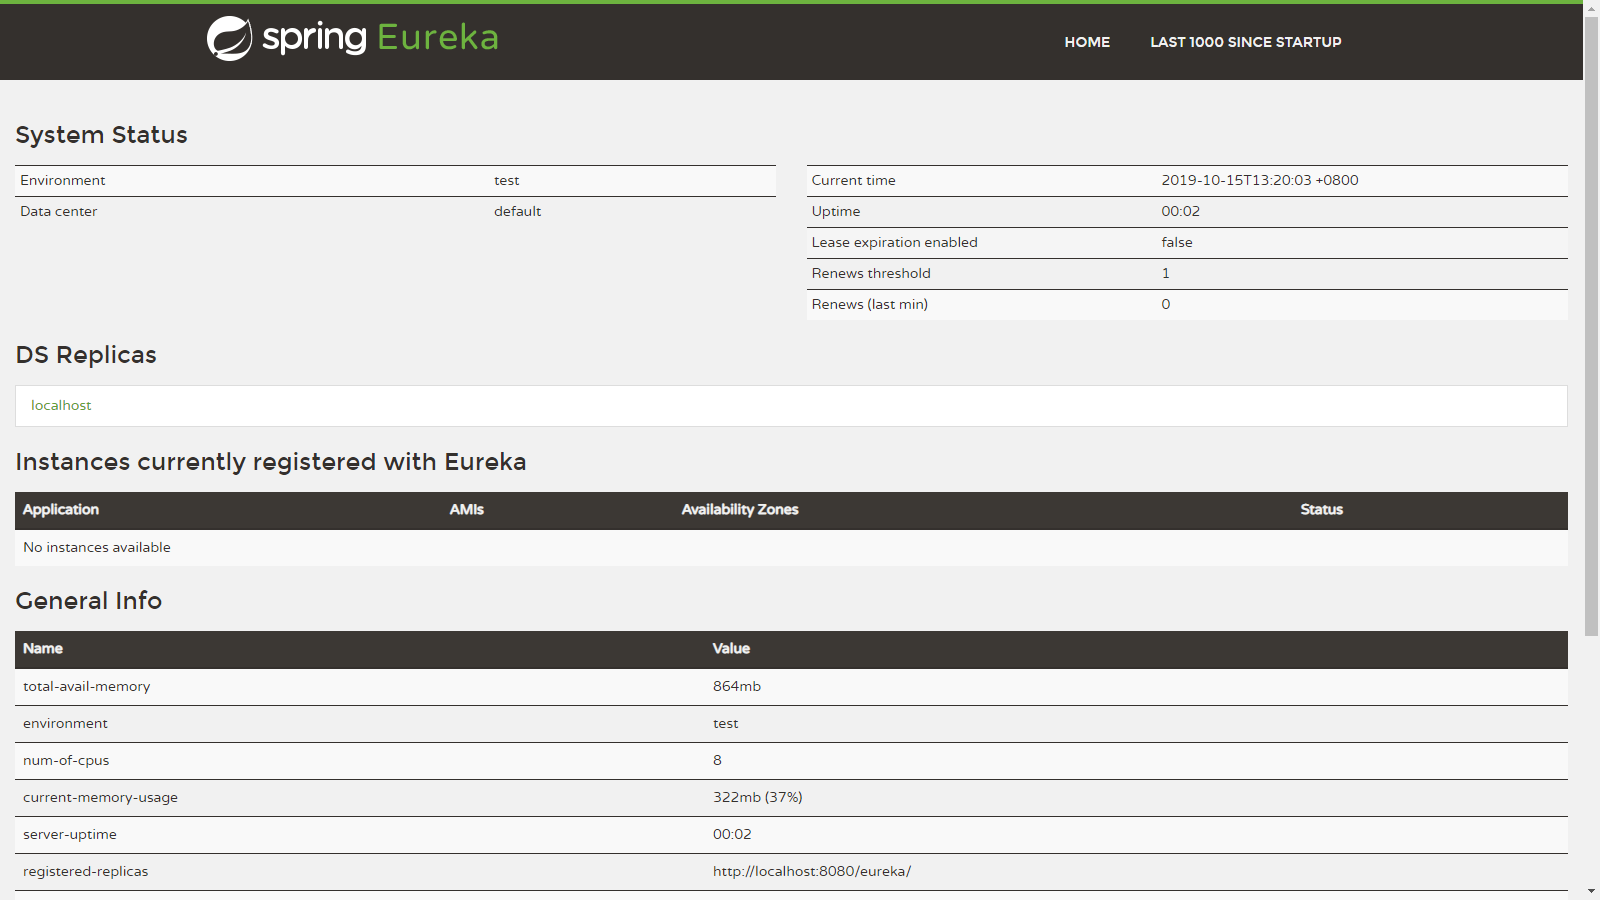 spring Eureka
HOME LAST 1000 SINCE STARTUP
System Status
Environment test
Data center default
Current time 2019-10-15T13:20:03 +0800
Uptime 00:02
Lease expiration enabled false
Renews threshold 1
Renews (last min) 0
DS Replicas
localhost
Instances currently registered with Eureka
Application AMIs Availability Zones Status
No instances available
General Info
Name Value
total-avail-memory 864mb
environment test
num-of-cpus 8
current-memory-usage 322mb (37%)
server-uptime 00:02
registered-replicas http://localhost:8080/eureka/